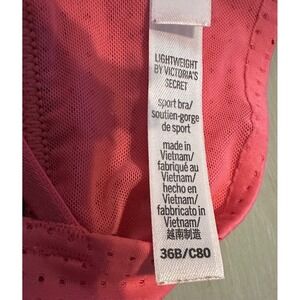 LIGHTWEIGHT
BY VICTORIA'S
SECRET
sport bra/
soutien-gorge
de sport
made in
Vietnam/
fabriqué au
Vietnam/
hecho en
Vietnam/
fabbricato in
Vietnam/
越南制造
36B/C80